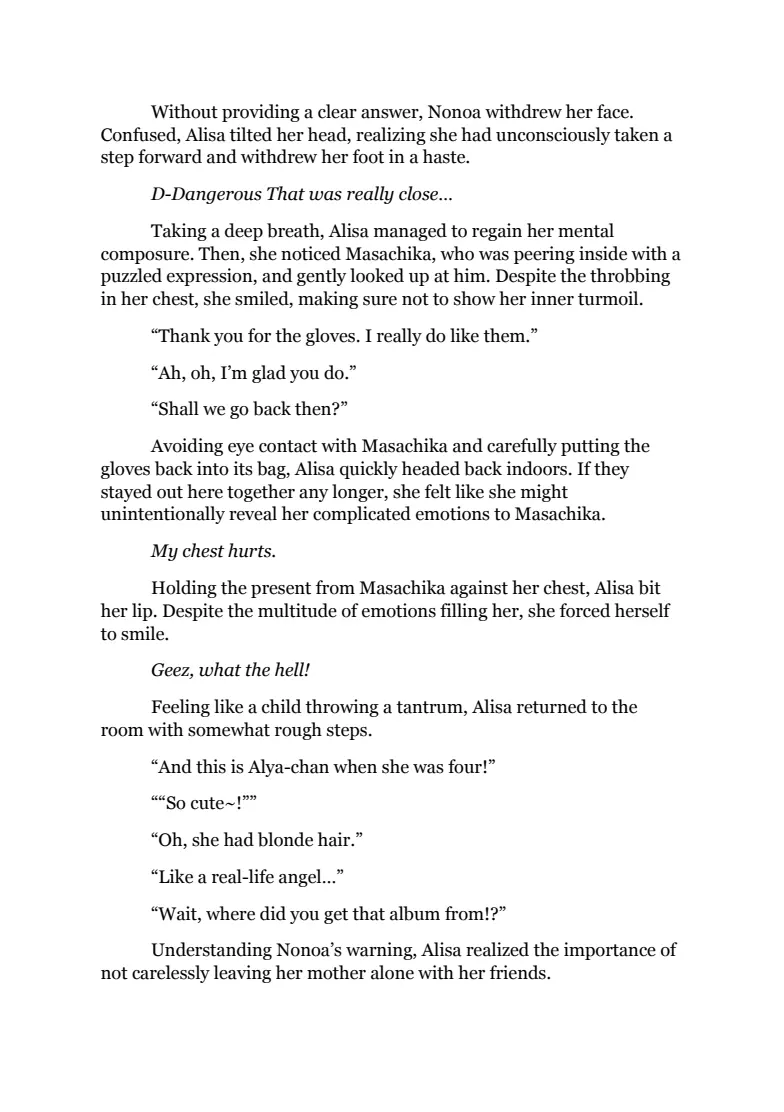 Without providing a clear answer, Nonoa withdrew her face.
Confused, Alisa tilted her head, realizing she had unconsciously taken a
step forward and withdrew her foot in a haste.
D-Dangerous That was really close...
Taking a deep breath, Alisa managed to regain her mental
composure. Then, she noticed Masachika, who was peering inside with a
puzzled expression, and gently looked up at him. Despite the throbbing
in her chest, she smiled, making sure not to show her inner turmoil.
“Thank you for the gloves. I really do like them.”
“Ah, oh, I’m glad you do.”
“Shall we go back then?”
Avoiding eye contact with Masachika and carefully putting the
gloves back into its bag, Alisa quickly headed back indoors. If they
stayed out here together any longer, she felt like she might
unintentionally reveal her complicated emotions to Masachika.
My chest hurts.
Holding the present from Masachika against her chest, Alisa bit
her lip. Despite the multitude of emotions filling her, she forced herself
to smile.
Geez, what the hell!
Feeling like a child throwing a tantrum, Alisa returned to the
room with somewhat rough steps.
“And this is Alya-chan when she was four!”
““So cute~!””
“Oh, she had blonde hair.”
“Like a real-life angel...”
“Wait, where did you get that album from!?”
Understanding Nonoa’s warning, Alisa realized the importance of
not carelessly leaving her mother alone with her friends.